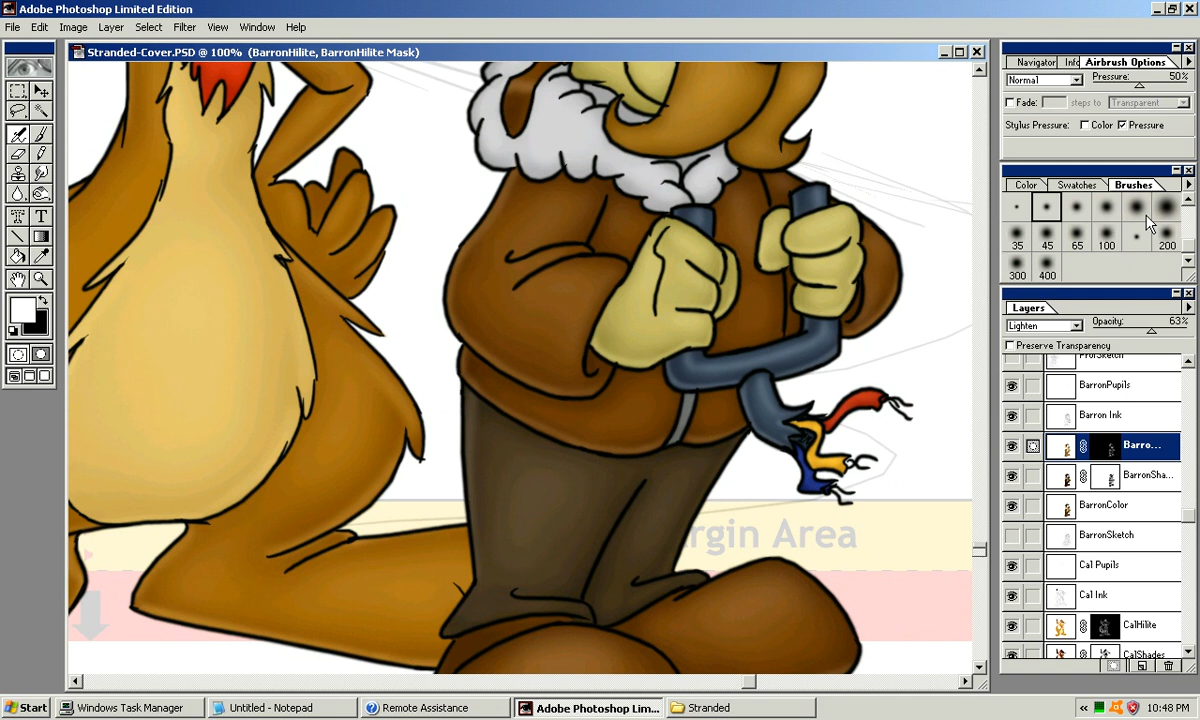 Adobe Photoshop Limited Edition
File Edit Image Layer Select Filter View Window Help
Stranded-Cover.PSD @ 100% (BarronHilite, BarronHilite Mask)
Navigator Info Airbrush Options
Normal Pressure: 50%
Fade: steps to Transparent
Stylus Pressure: Color Pressure
Color Swatches Brushes
35 45 65 100 200
300 400
Layers
Lighten Opacity: 63%
Preserve Transparency
ProfSketch
BarronPupils
Barron Ink
Barro...
BarronSha...
BarronColor
BarronSketch
Cal Pupils
Cal Ink
CalHilite
CalShades
rgin Area
Start Windows Task Manager Untitled - Notepad Remote Assistance Adobe Photoshop Lim... Stranded 10:48 PM